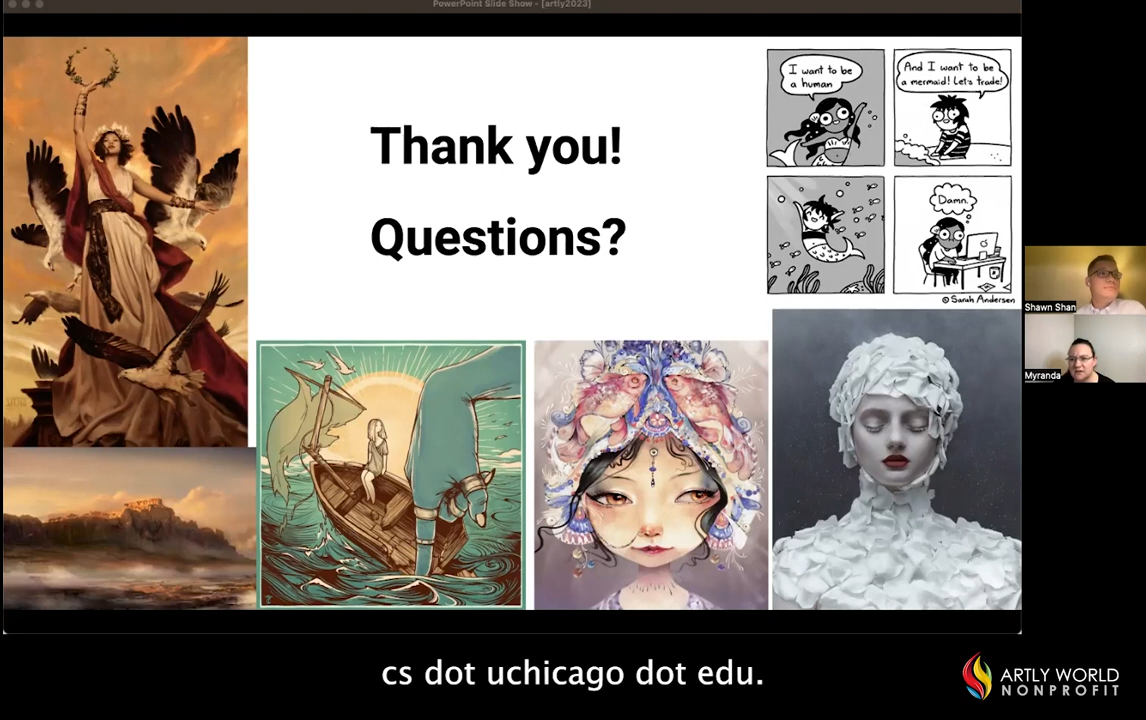 PowerPoint Slide Show - [artly2023]
Thank you!
Questions?
I want to be
a human
And I want to be
a mermaid! Let's trade!
Damn.
© Sarah Andersen
Shawn Shan
Myranda
cs dot uchicago dot edu.
ARTLY WORLD
NONPROFIT